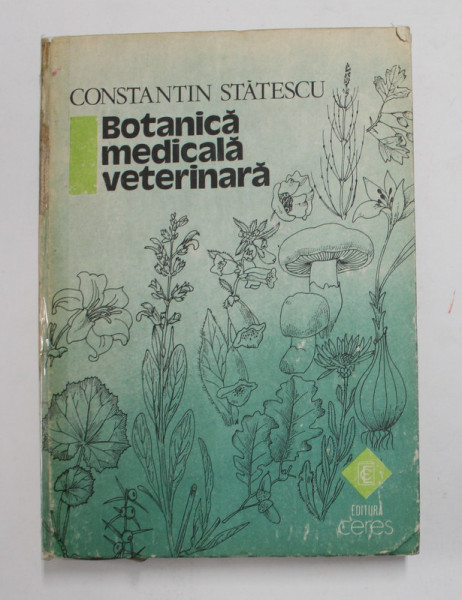 CONSTANTIN STĂTESCU
Botanică
medicală
veterinară
EDITURA
ceres